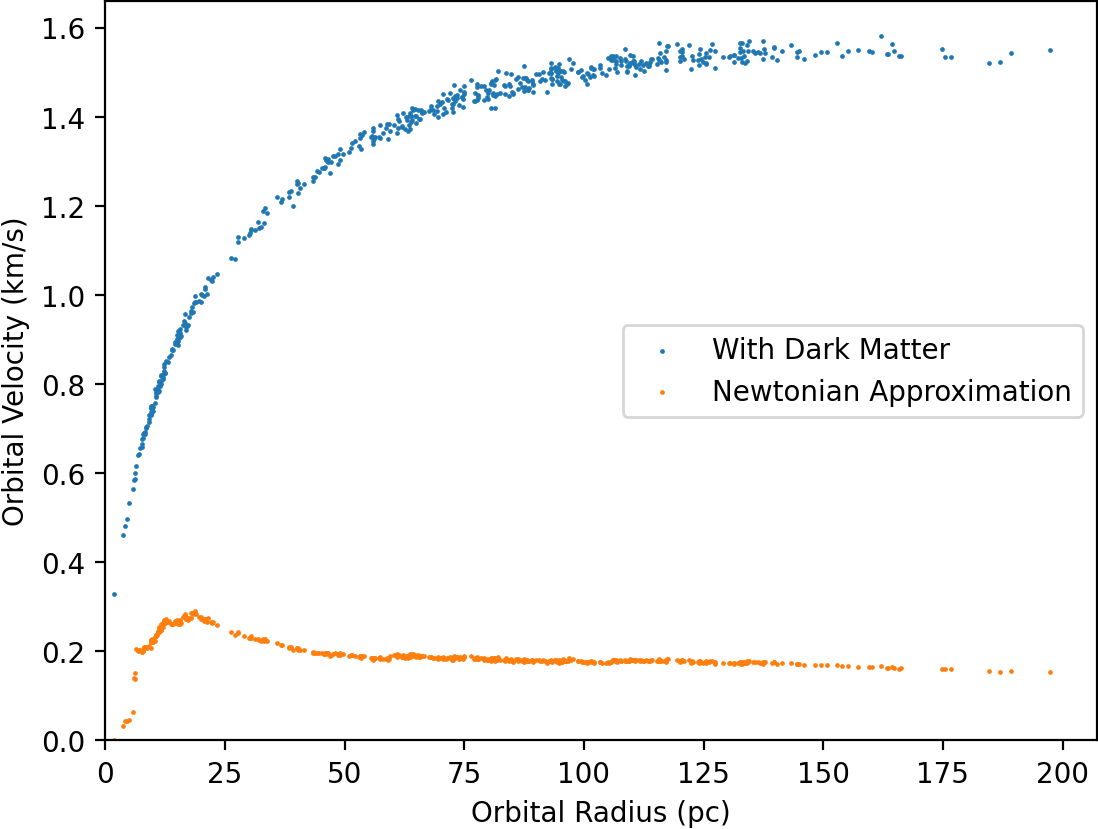 1.6
1.4
1.2
1.0
0.8
0.6
0.4
0.2
0.0
Orbital Velocity (km/s)
With Dark Matter
Newtonian Approximation
0 25 50 75 100 125 150 175 200
Orbital Radius (pc)